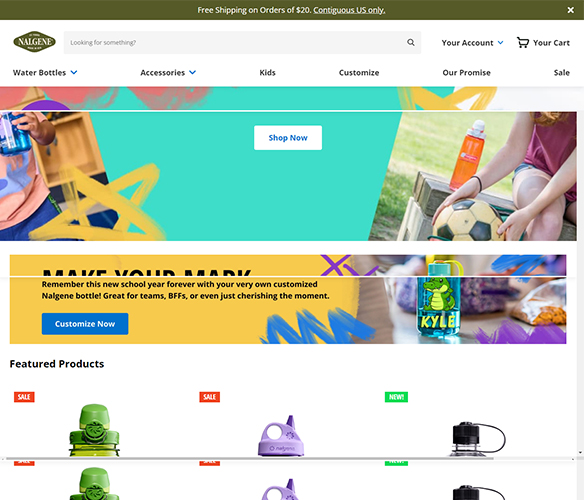 Free Shipping on Orders of $20. Contiguous US only.
NALGENE
Looking for something?
Your Account
Your Cart
Water Bottles
Accessories
Kids
Customize
Our Promise
Sale
Shop Now
MAKE YOUR MARK
Remember this new school year forever with your very own customized
Nalgene bottle! Great for teams, BFFs, or even just cherishing the moment.
KYLE
Customize Now
Featured Products
SALE
SALE
NEW!
SALE
SALE
NEW!